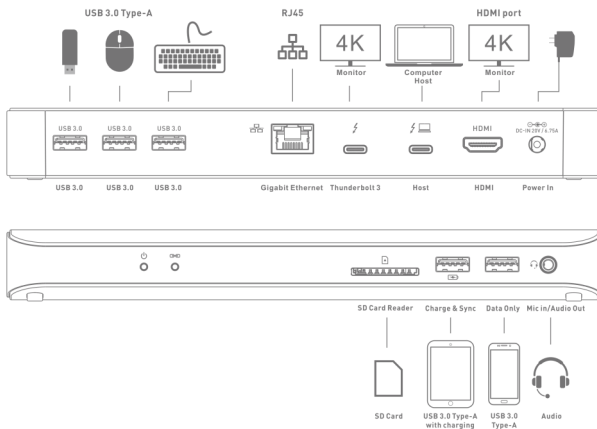 USB 3.0 Type-A
RJ45
HDMI port
4K
4K
Monitor
Computer
Host
Monitor
USB 3.0
USB 3.0
USB 3.0
HDMI
DC-IN 20V / 6.75A
USB 3.0
USB 3.0
USB 3.0
Gigabit Ethernet
Thunderbolt 3
Host
HDMI
Power In
SD Card Reader
Charge & Sync
Data Only
Mic in/Audio Out
SD Card
USB 3.0 Type-A
with charging
USB 3.0
Type-A
Audio